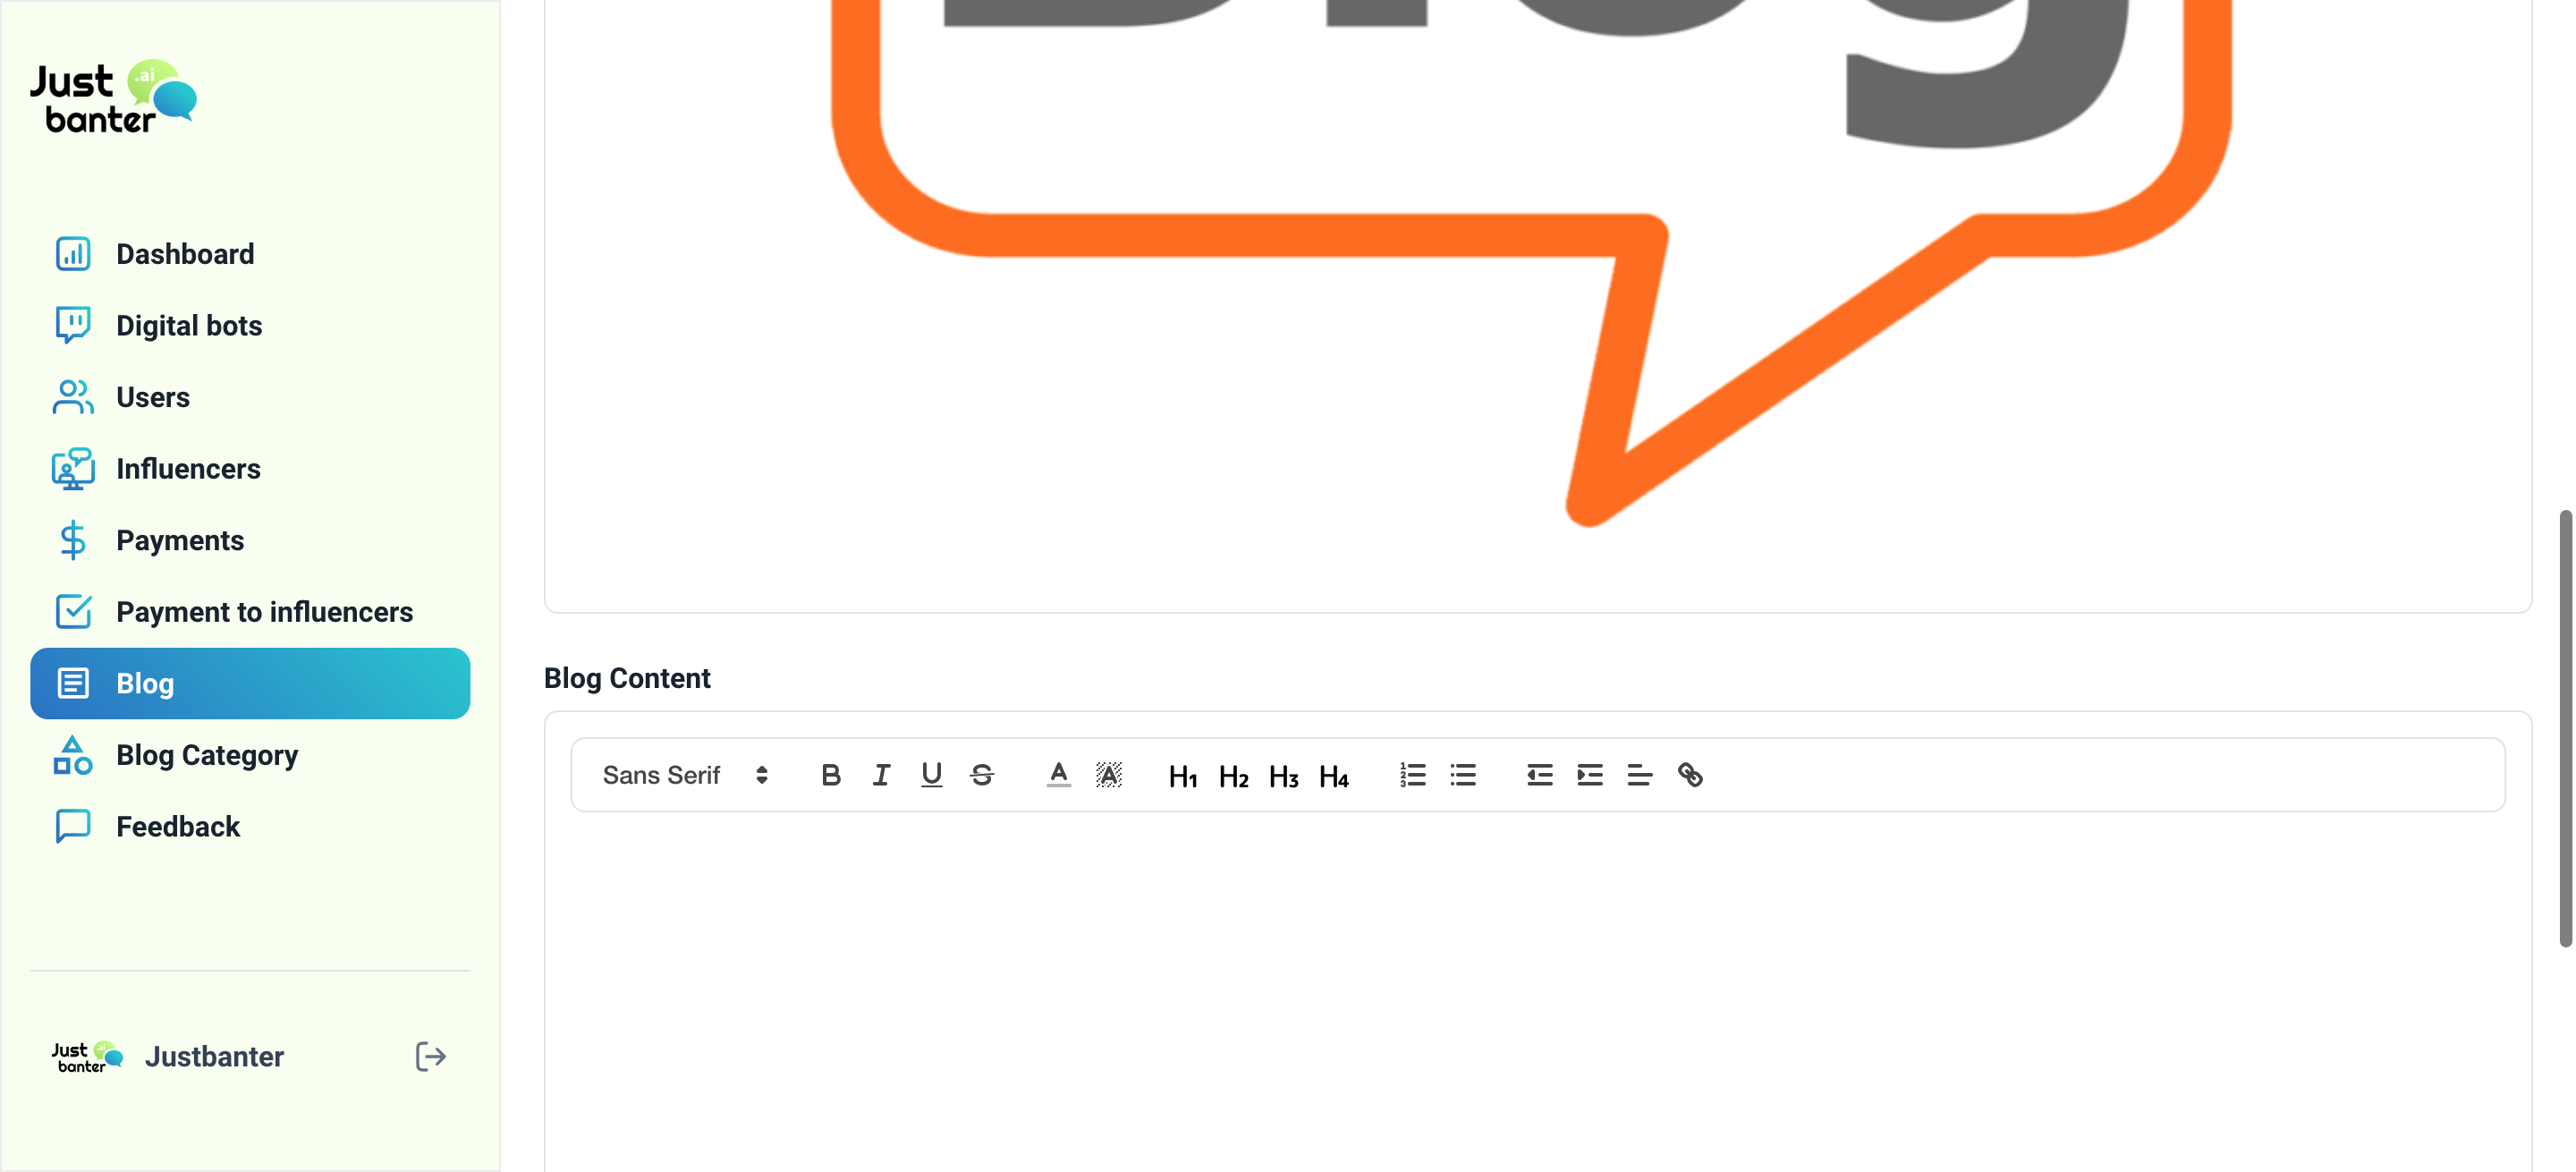 Just .ai
banter
Dashboard
Digital bots
Users
Influencers
Payments
Payment to influencers
Blog
Blog Category
Feedback
Just .ai
banter
Justbanter
Blog
Blog Content
Sans Serif B I U S A A H1 H2 H3 H4